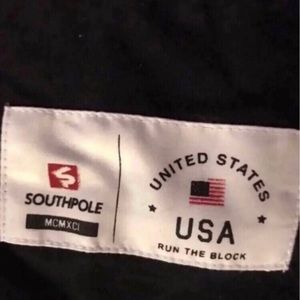 SOUTHPOLE
MCMXCI
UNITED STATES
USA
RUN THE BLOCK